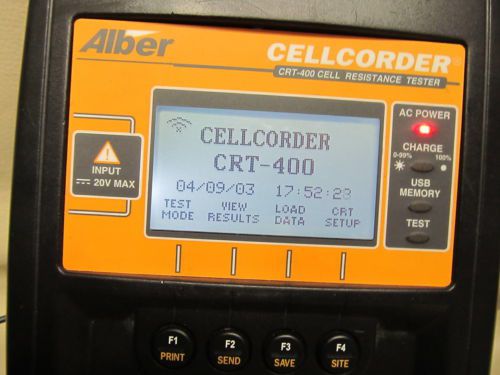 Alber
CELLCORDER®
CRT-400 CELL RESISTANCE TESTER
INPUT
20V MAX
CELLCORDER
CRT-400
04/09/03 17:52:23
TEST MODE
VIEW RESULTS
LOAD DATA
CRT SETUP
AC POWER
CHARGE
0-99% 100%
USB MEMORY
TEST
F1 PRINT
F2 SEND
F3 SAVE
F4 SITE